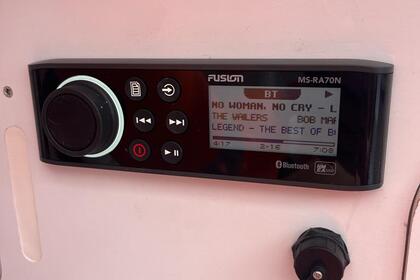 FUSION MS-RA70N
BT
NO WOMAN, NO CRY - L
THE WAILERS BOB MAR
LEGEND - THE BEST OF B
4:17 2-15 7:08
Bluetooth